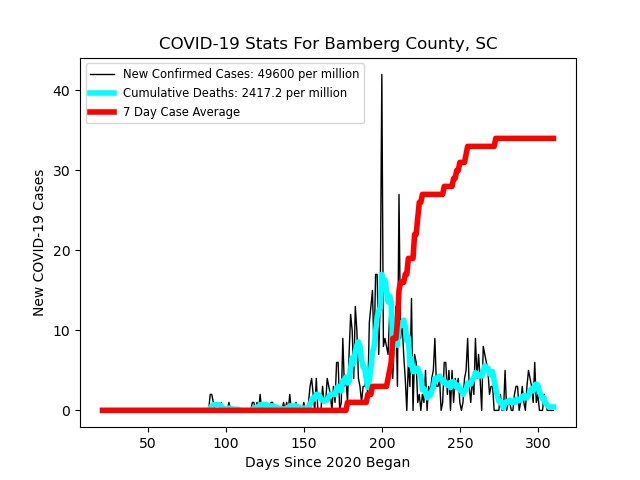 COVID-19 Stats For Bamberg County, SC
New Confirmed Cases: 49600 per million
Cumulative Deaths: 2417.2 per million
7 Day Case Average
New COVID-19 Cases
40
30
20
10
0
50 100 150 200 250 300
Days Since 2020 Began